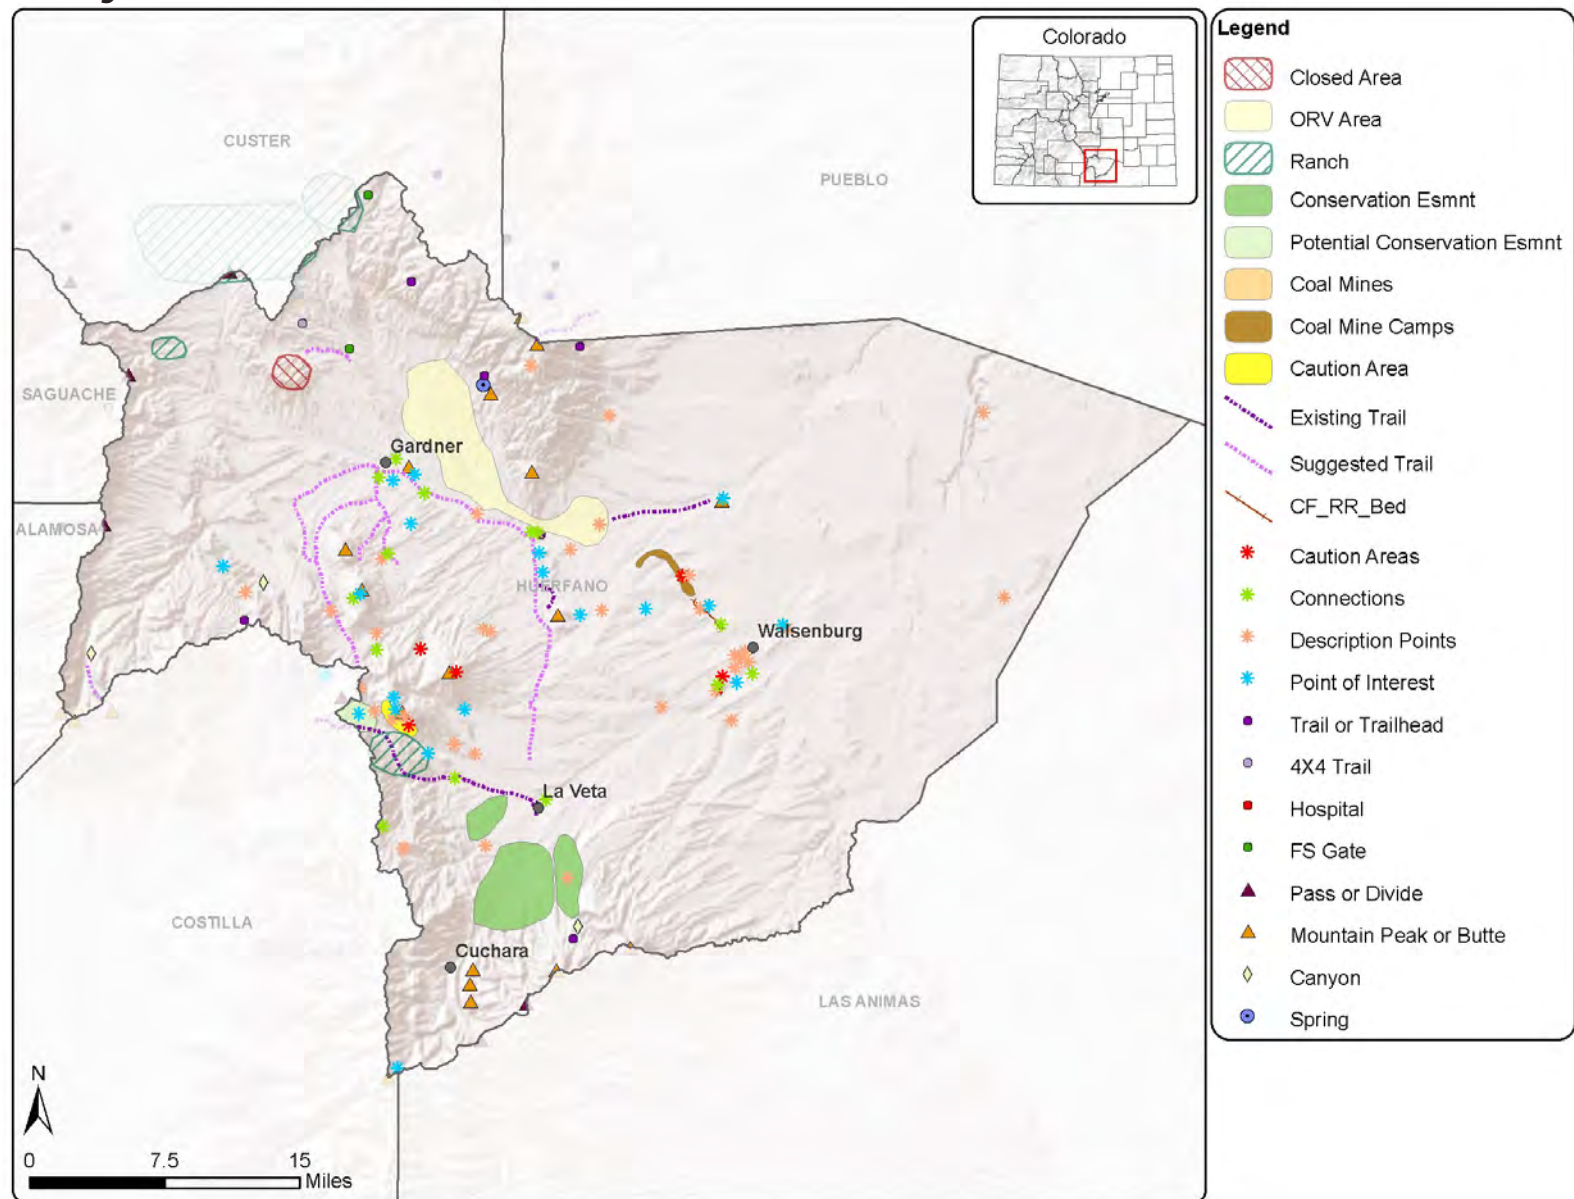 Colorado
CUSTER
PUEBLO
SAGUACHE
Gardner
ALAMOSA
HUERFANO
Walsenburg
La Veta
COSTILLA
Cuchara
LAS ANIMAS
N
0 7.5 15
Miles
Legend
Closed Area
ORV Area
Ranch
Conservation Esmnt
Potential Conservation Esmnt
Coal Mines
Coal Mine Camps
Caution Area
Existing Trail
Suggested Trail
CF_RR_Bed
Caution Areas
Connections
Description Points
Point of Interest
Trail or Trailhead
4X4 Trail
Hospital
FS Gate
Pass or Divide
Mountain Peak or Butte
Canyon
Spring